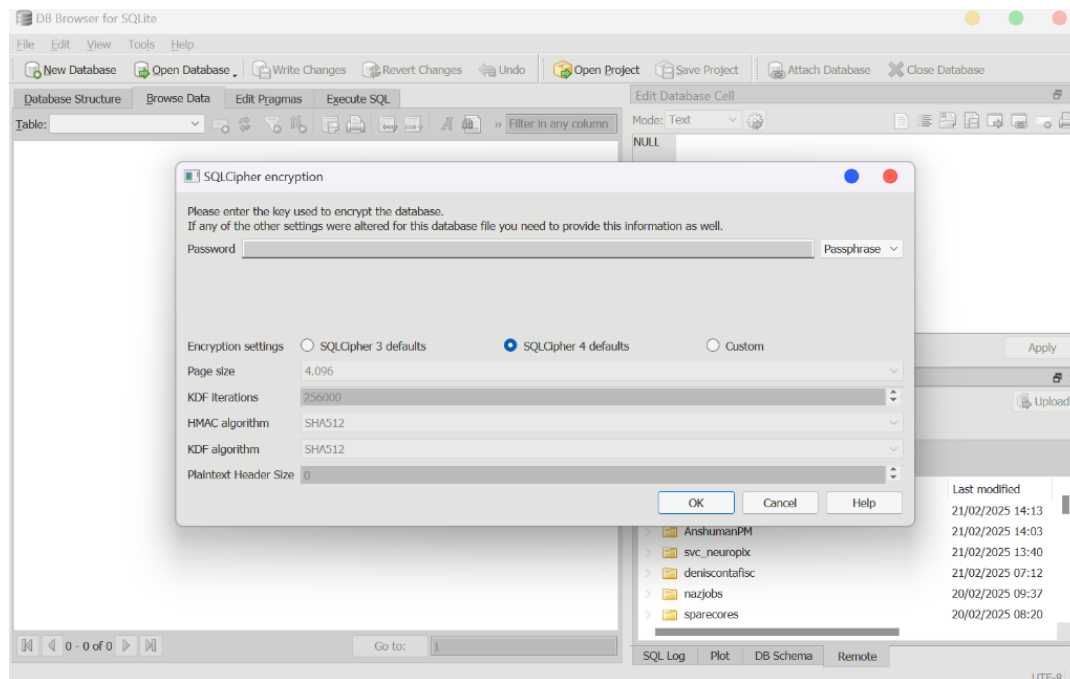 DB Browser for SQLite
File Edit View Tools Help
New Database Open Database Write Changes Revert Changes Undo Open Project Save Project Attach Database Close Database
Database Structure Browse Data Edit Pragmas Execute SQL
Edit Database Cell
Table: » Filter in any column
Mode: Text
NULL
SQLCipher encryption
Please enter the key used to encrypt the database.
If any of the other settings were altered for this database file you need to provide this information as well.
Password Passphrase
Encryption settings SQLCipher 3 defaults SQLCipher 4 defaults Custom
Apply
Page size 4.096
KDF iterations 256000
Upload
HMAC algorithm SHA512
KDF algorithm SHA512
Plaintext Header Size 0
Last modified
OK Cancel Help
21/02/2025 14:13
AnshumanPM 21/02/2025 14:03
svc_neuropix 21/02/2025 13:40
deniscontafisc 21/02/2025 07:12
nazjobs 20/02/2025 09:37
sparecores 20/02/2025 08:20
0 - 0 of 0 Go to: 1
SQL Log Plot DB Schema Remote
UTF-8